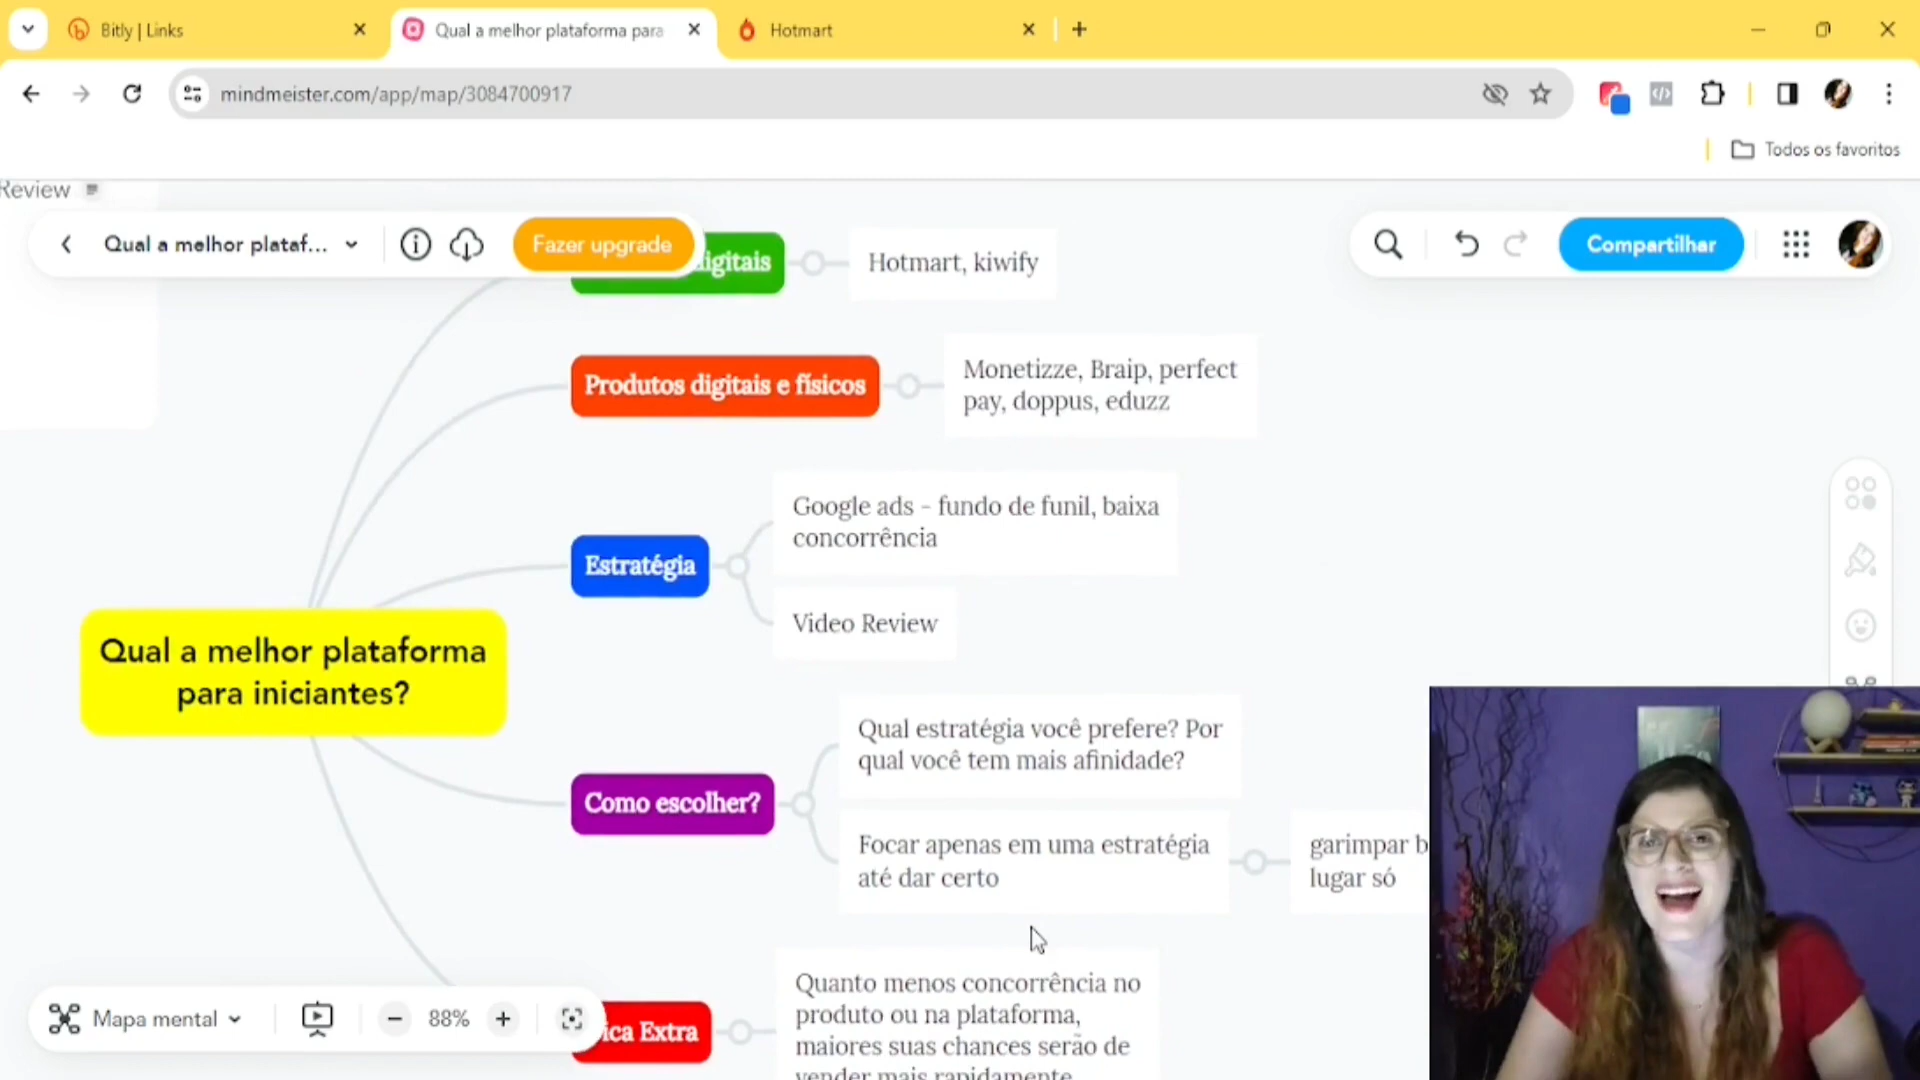 Bitly | Links
Qual a melhor plataforma para
Hotmart
mindmeister.com/app/map/3084700917
Todos os favoritos
Review
Qual a melhor plataf...
Fazer upgrade
Compartilhar
digitais
Hotmart, kiwify
Produtos digitais e físicos
Monetizze, Braip, perfect
pay, doppus, eduzz
Estratégia
Google ads - fundo de funil, baixa
concorrência
Video Review
Qual a melhor plataforma
para iniciantes?
Como escolher?
Qual estratégia você prefere? Por
qual você tem mais afinidade?
Focar apenas em uma estratégia
até dar certo
garimpar b
lugar só
Mapa mental
88%
ica Extra
Quanto menos concorrência no
produto ou na plataforma,
maiores suas chances serão de
vender mais rapidamente